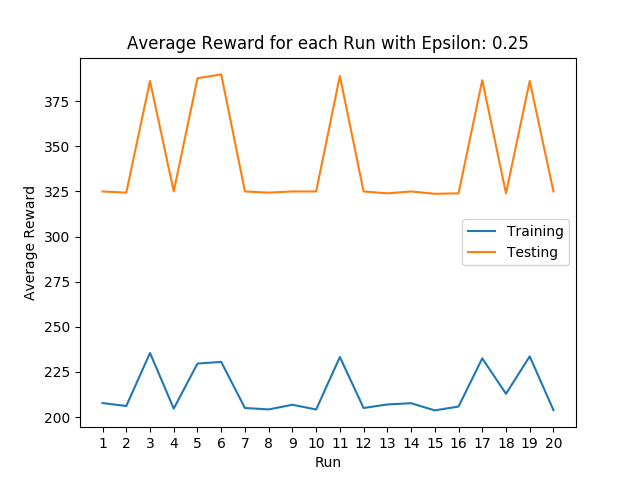 Average Reward for each Run with Epsilon: 0.25
Average Reward
375
350
325
300
275
250
225
200
Training
Testing
1 2 3 4 5 6 7 8 9 10 11 12 13 14 15 16 17 18 19 20
Run